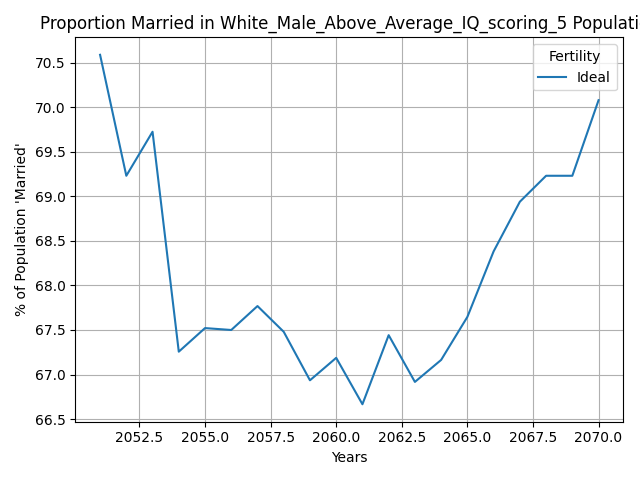 Proportion Married in White_Male_Above_Average_IQ_scoring_5 Populati
Fertility
Ideal
% of Population 'Married'
70.5
70.0
69.5
69.0
68.5
68.0
67.5
67.0
66.5
2052.5 2055.0 2057.5 2060.0 2062.5 2065.0 2067.5 2070.0
Years